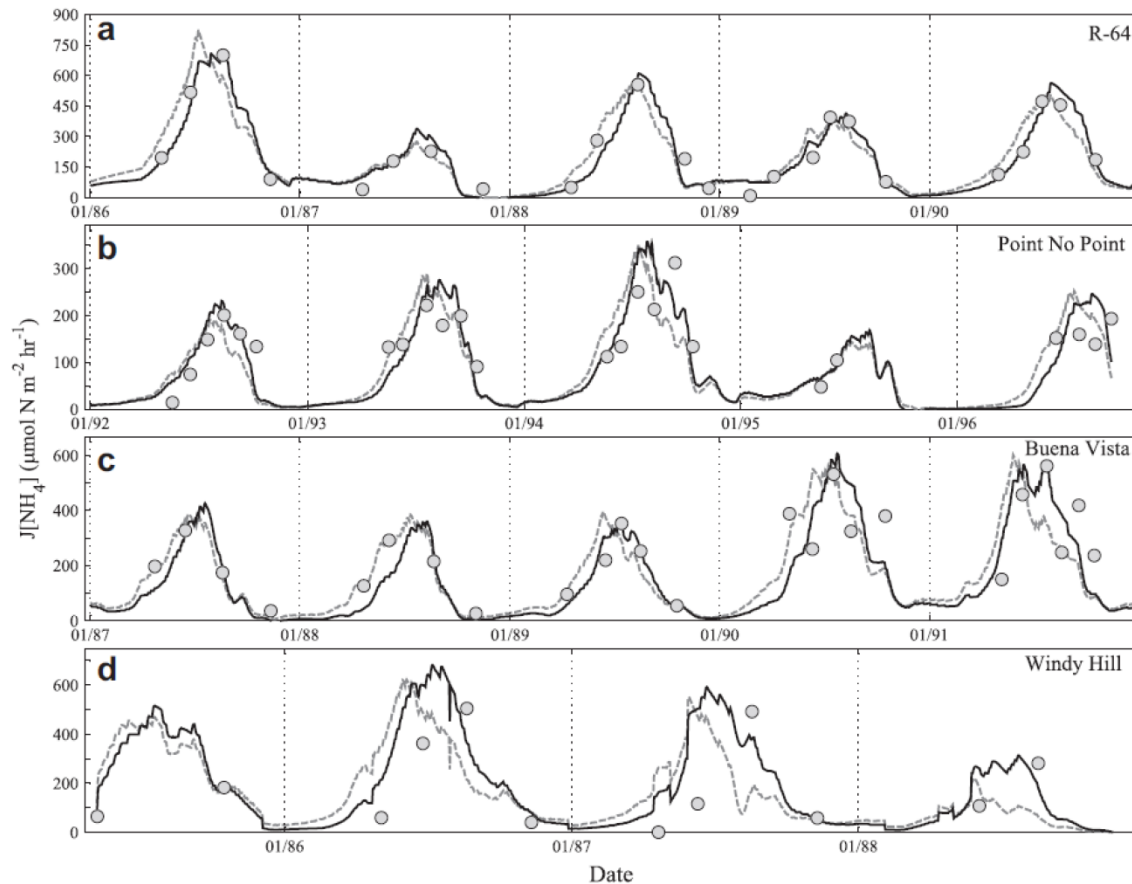 a
R-64
900
750
600
450
300
150
0
01/86 01/87 01/88 01/89 01/90
b
Point No Point
300
200
100
0
01/92 01/93 01/94 01/95 01/96
J[NH4] (μmol N m-2 hr-1)
c
Buena Vista
600
400
200
0
01/87 01/88 01/89 01/90 01/91
d
Windy Hill
600
400
200
0
01/86 01/87 01/88
Date